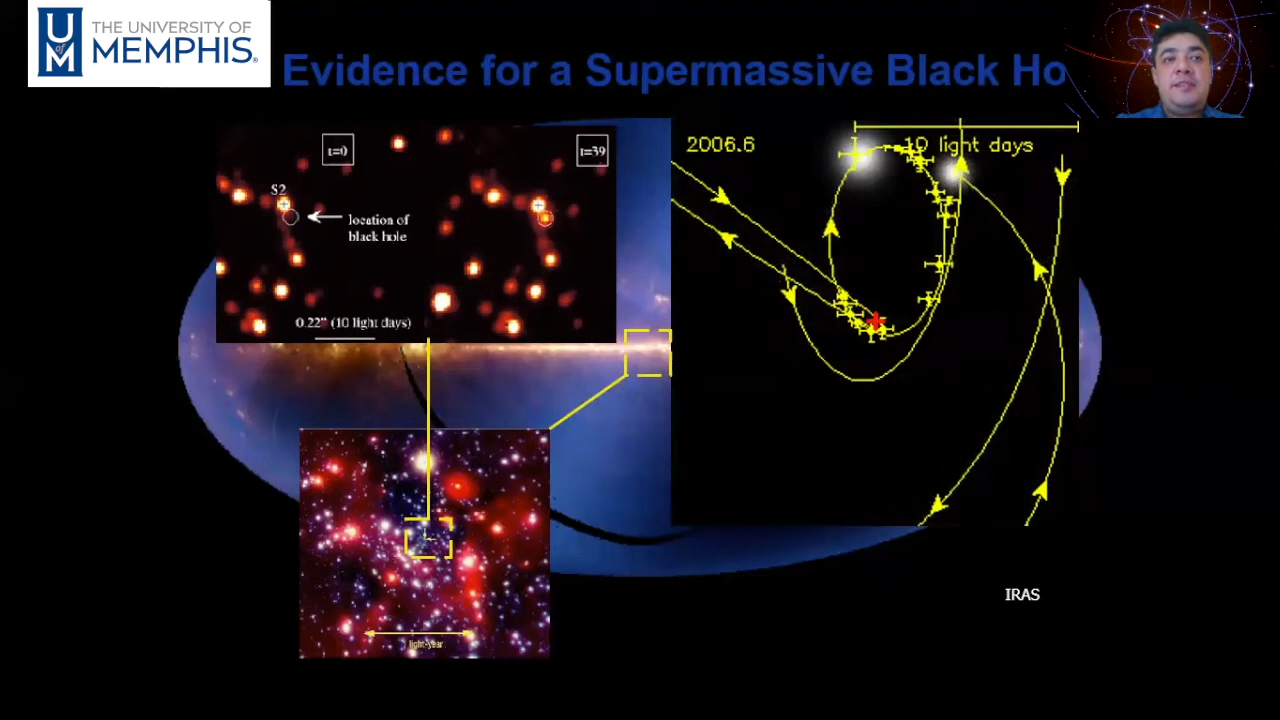 U
of
M
THE UNIVERSITY OF
MEMPHIS.
Evidence for a Supermassive Black Ho
t=0
t=39
S2
location of
black hole
0.22" (10 light days)
2006.6
10 light days
light-year
IRAS